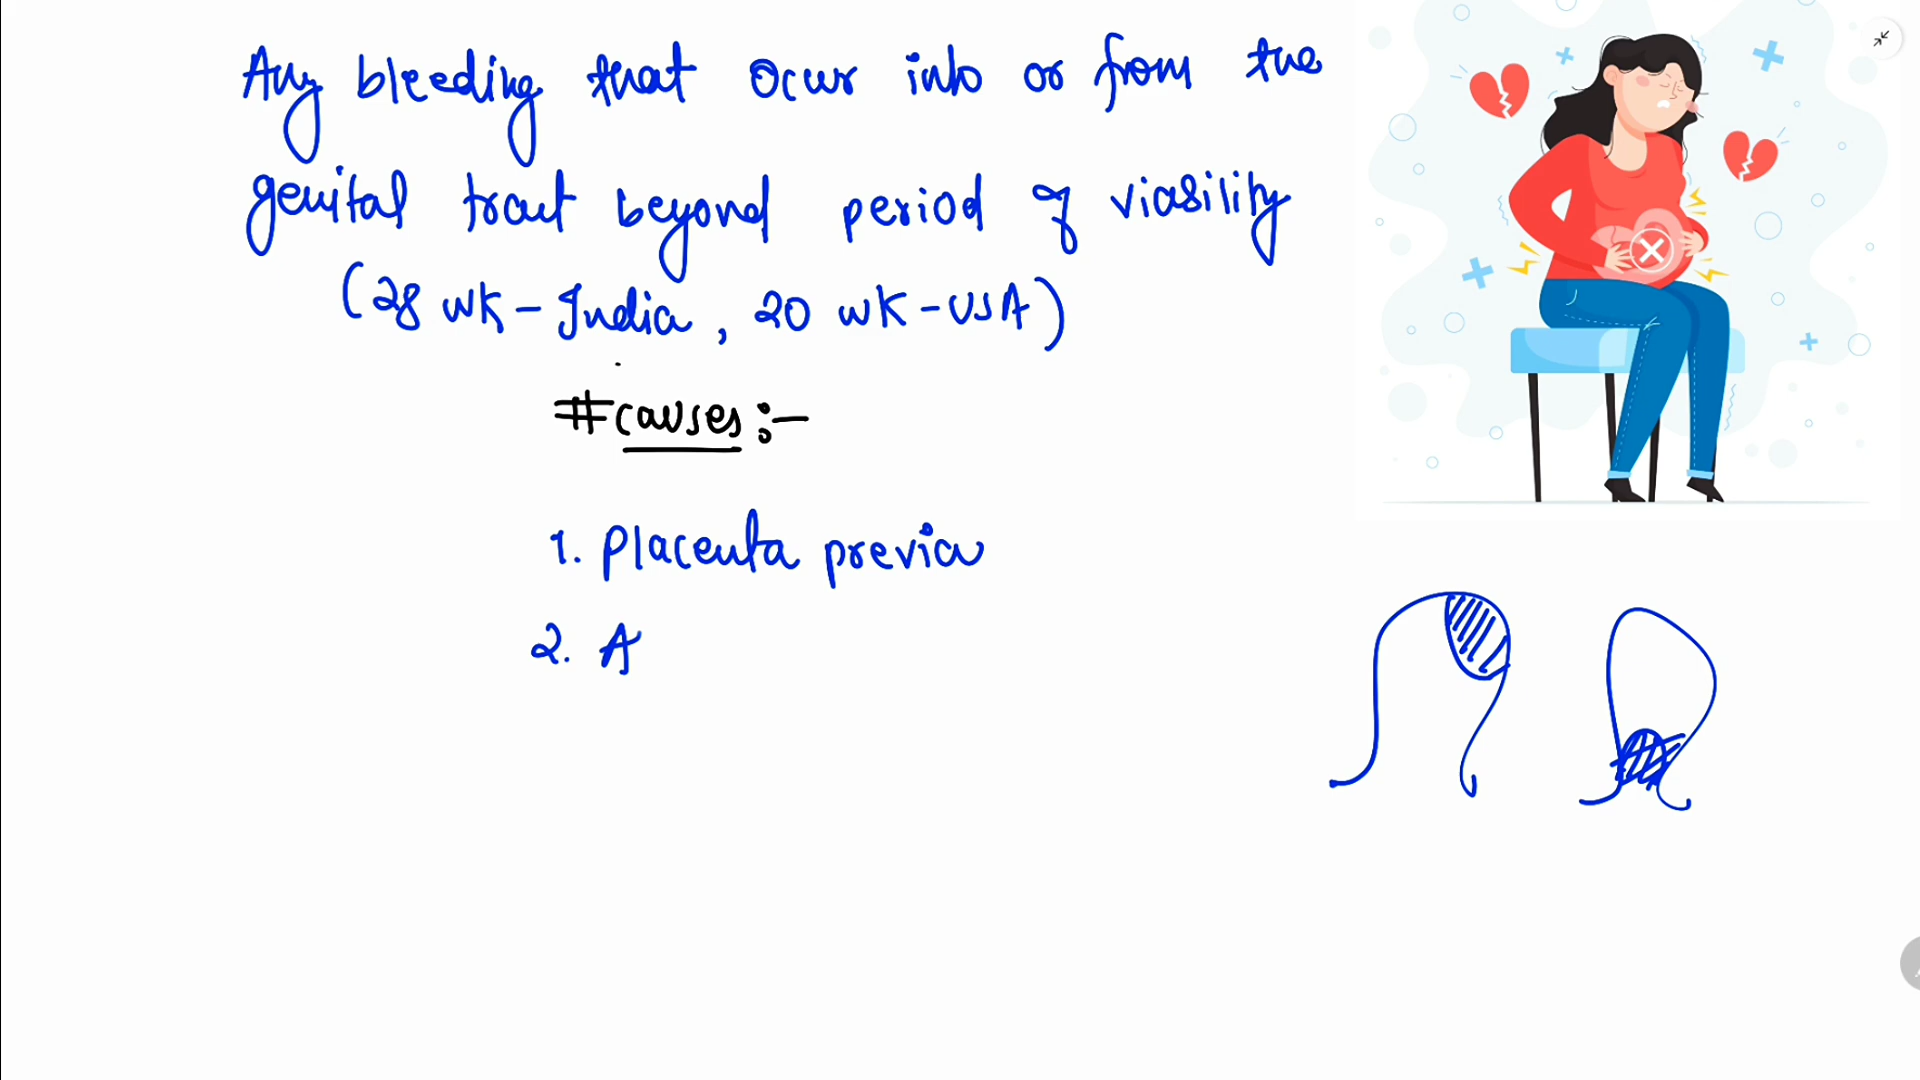 Any bleeding that ocur into or from the
genital tract beyond period of viability
(28 wk - India, 20 wk - USA)
#causes :-
1. Placenta previa
2. A